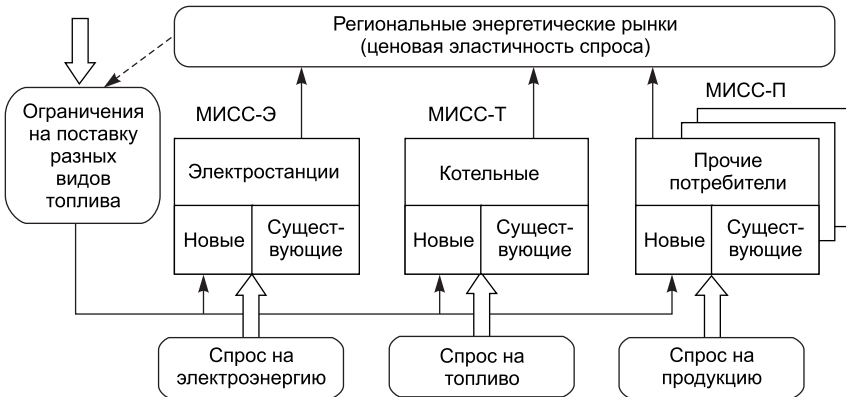 Региональные энергетические рынки
(ценовая эластичность спроса)
Ограничения
на поставку
разных
видов
топлива
МИСС-Э
Электростанции
Новые
Сущест-
вующие
МИСС-Т
Котельные
Новые
Сущест-
вующие
МИСС-П
Прочие
потребители
Новые
Сущест-
вующие
Спрос на
электроэнергию
Спрос на
топливо
Спрос на
продукцию